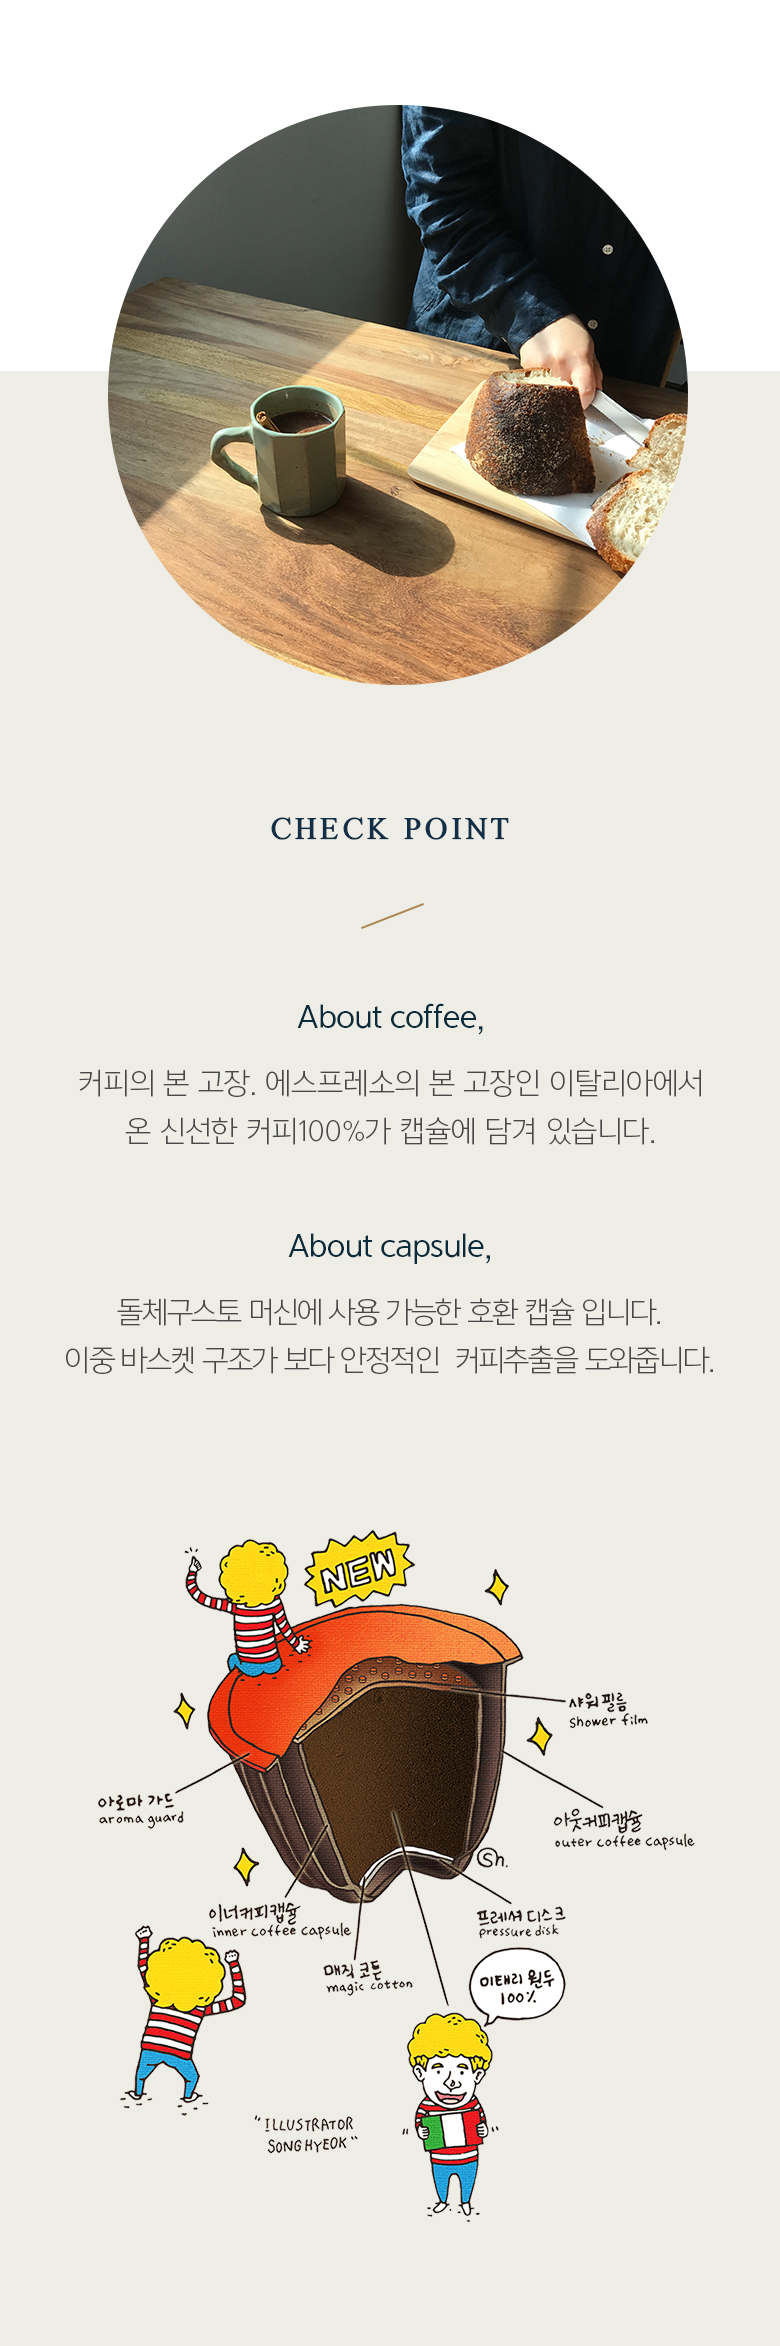 CHECK POINT
About coffee,
커피의 본 고장. 에스프레소의 본 고장인 이탈리아에서
온 신선한 커피100%가 캡슐에 담겨 있습니다.
About capsule,
돌체구스토 머신에 사용 가능한 호환 캡슐 입니다.
이중 바스켓 구조가 보다 안정적인 커피추출을 도와줍니다.
NEW
샤워 필름
shower film
아로마 가드
aroma guard
아웃커피캡슐
outer coffee capsule
Sh.
이너커피캡슐
inner coffee capsule
프레셔 디스크
pressure disk
매직 코튼
magic cotton
이태리 원두
100%
"ILLUSTRATOR
SONG HYEOK"